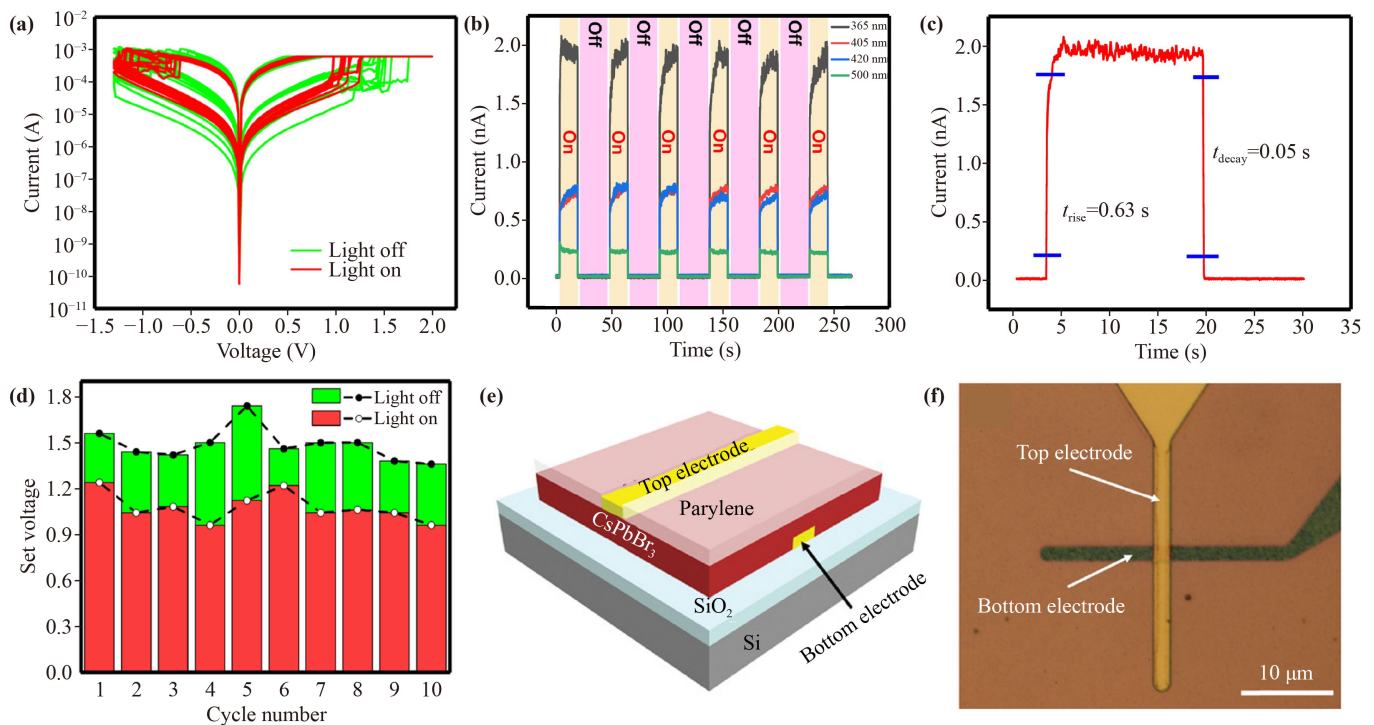 (a)
10⁻²
10⁻³
10⁻⁴
10⁻⁵
10⁻⁶
10⁻⁷
10⁻⁸
10⁻⁹
10⁻¹⁰
10⁻¹¹
Current (A)
Light off
Light on
−1.5 −1.0 −0.5 0.0 0.5 1.0 1.5 2.0
Voltage (V)
(b)
Off Off Off Off Off
365 nm
405 nm
420 nm
500 nm
On On On On On On
2.0
1.5
1.0
0.5
0.0
Current (nA)
0 50 100 150 200 250 300
Time (s)
(c)
2.0
1.5
1.0
0.5
0.0
Current (nA)
t_decay=0.05 s
t_rise=0.63 s
0 5 10 15 20 25 30 35
Time (s)
(d)
1.8
1.5
1.2
0.9
0.6
0.3
0.0
Set voltage
Light off
Light on
1 2 3 4 5 6 7 8 9 10
Cycle number
(e)
Top electrode
Parylene
CsPbBr₃
SiO₂
Si
Bottom electrode
(f)
Top electrode
Bottom electrode
10 μm